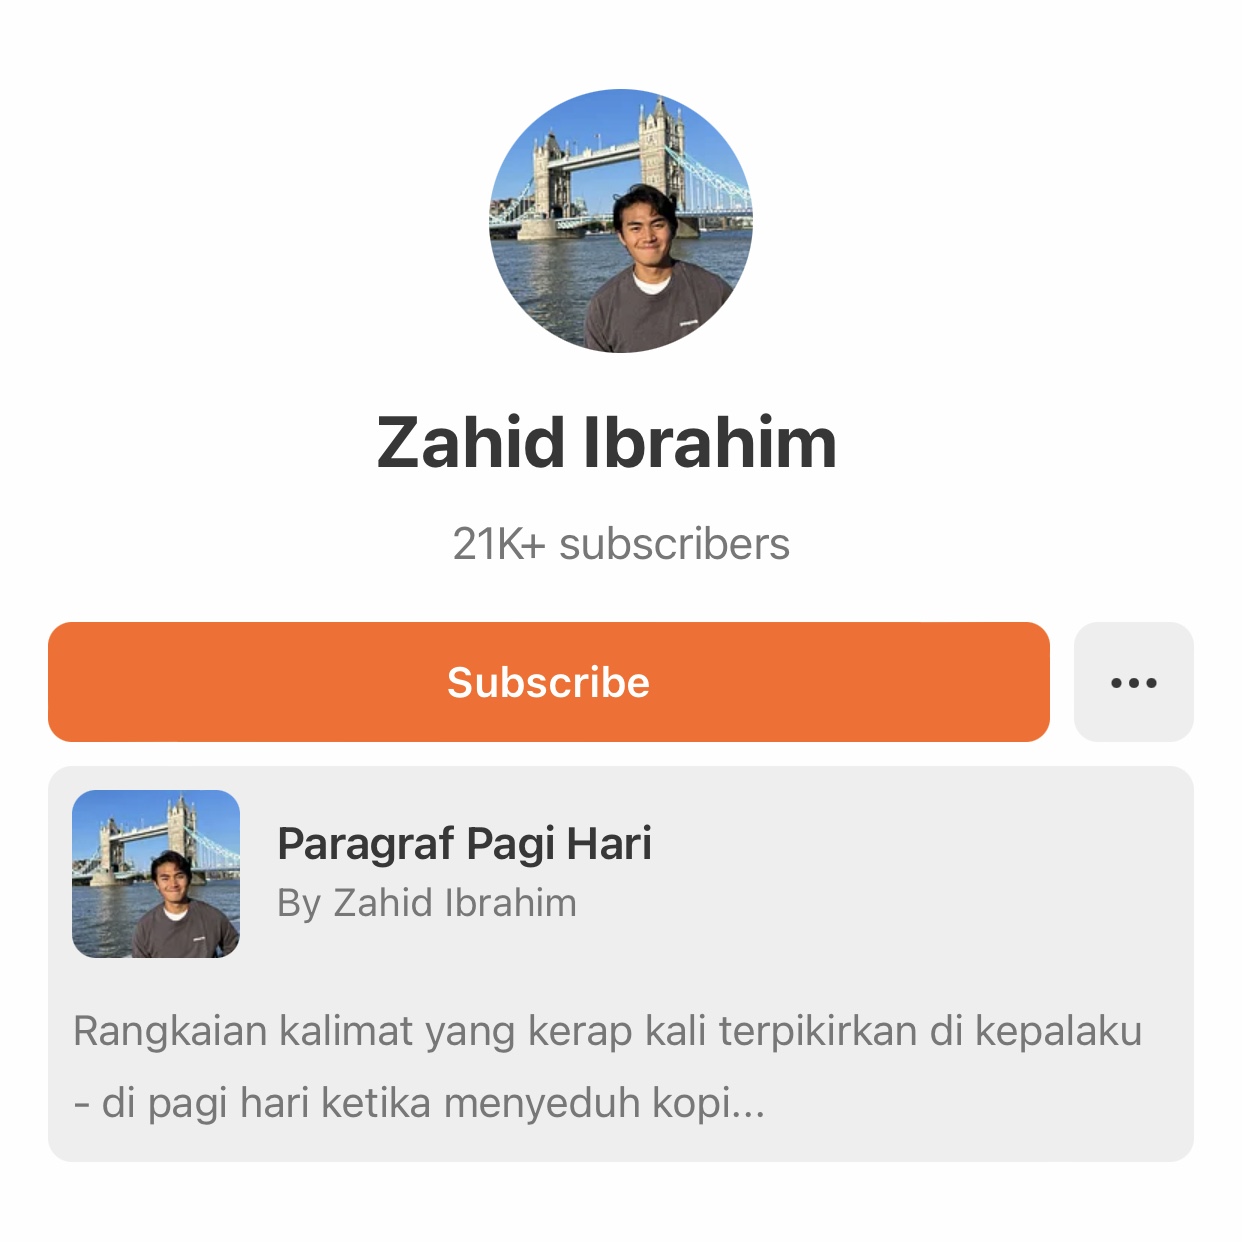 Zahid Ibrahim
21K+ subscribers
Subscribe
Paragraf Pagi Hari
By Zahid Ibrahim
Rangkaian kalimat yang kerap kali terpikirkan di kepalaku
- di pagi hari ketika menyeduh kopi...